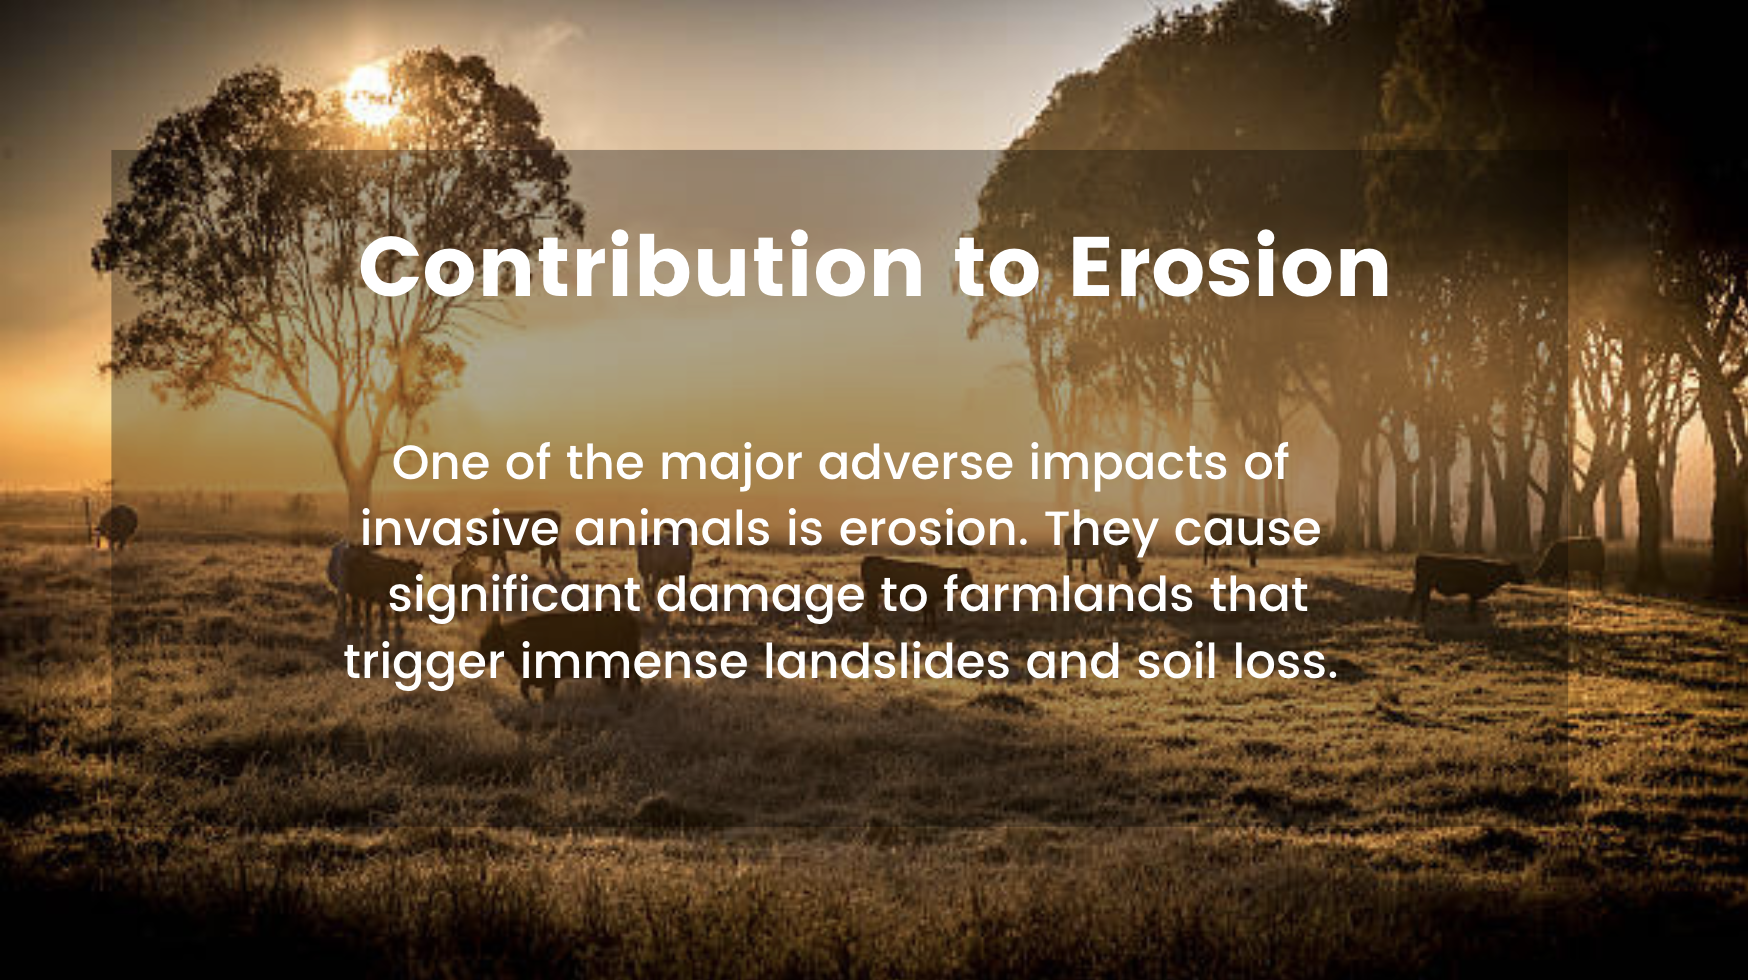 Contribution to Erosion
One of the major adverse impacts of
invasive animals is erosion. They cause
significant damage to farmlands that
trigger immense landslides and soil loss.